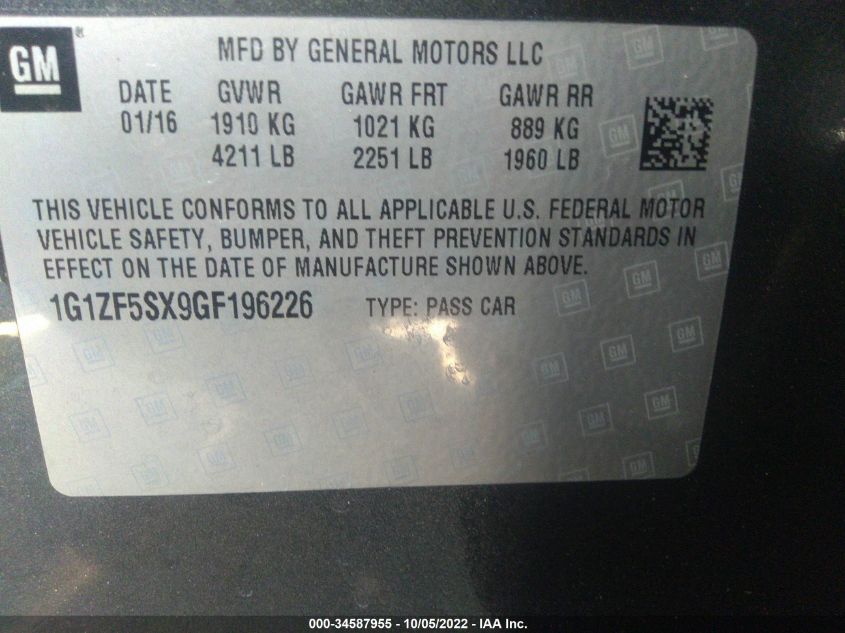 GM
MFD BY GENERAL MOTORS LLC
DATE GVWR GAWR FRT GAWR RR
01/16 1910 KG 1021 KG 889 KG
4211 LB 2251 LB 1960 LB
THIS VEHICLE CONFORMS TO ALL APPLICABLE U.S. FEDERAL MOTOR
VEHICLE SAFETY, BUMPER, AND THEFT PREVENTION STANDARDS IN
EFFECT ON THE DATE OF MANUFACTURE SHOWN ABOVE.
1G1ZF5SX9GF196226 TYPE: PASS CAR
000-34587955 - 10/05/2022 - IAA Inc.